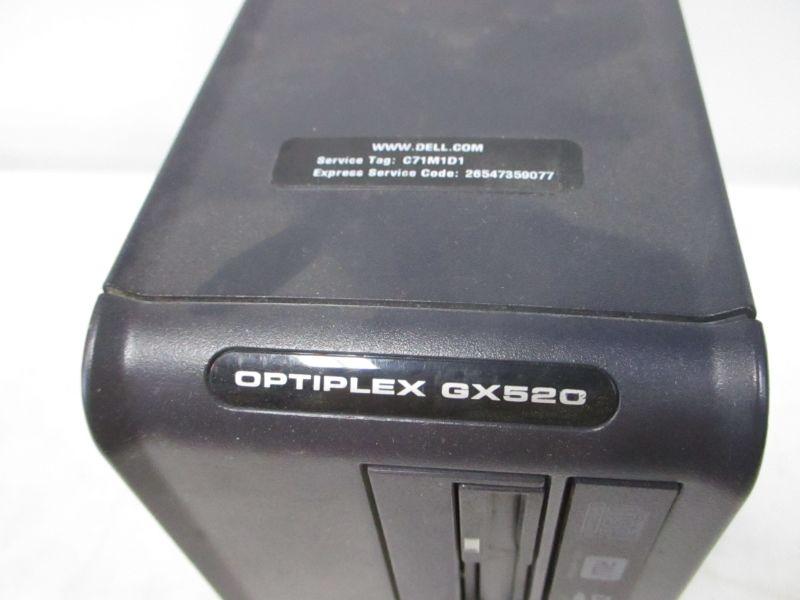 WWW.DELL.COM
Service Tag: C71M1D1
Express Service Code: 26547359077
OPTIPLEX GX520